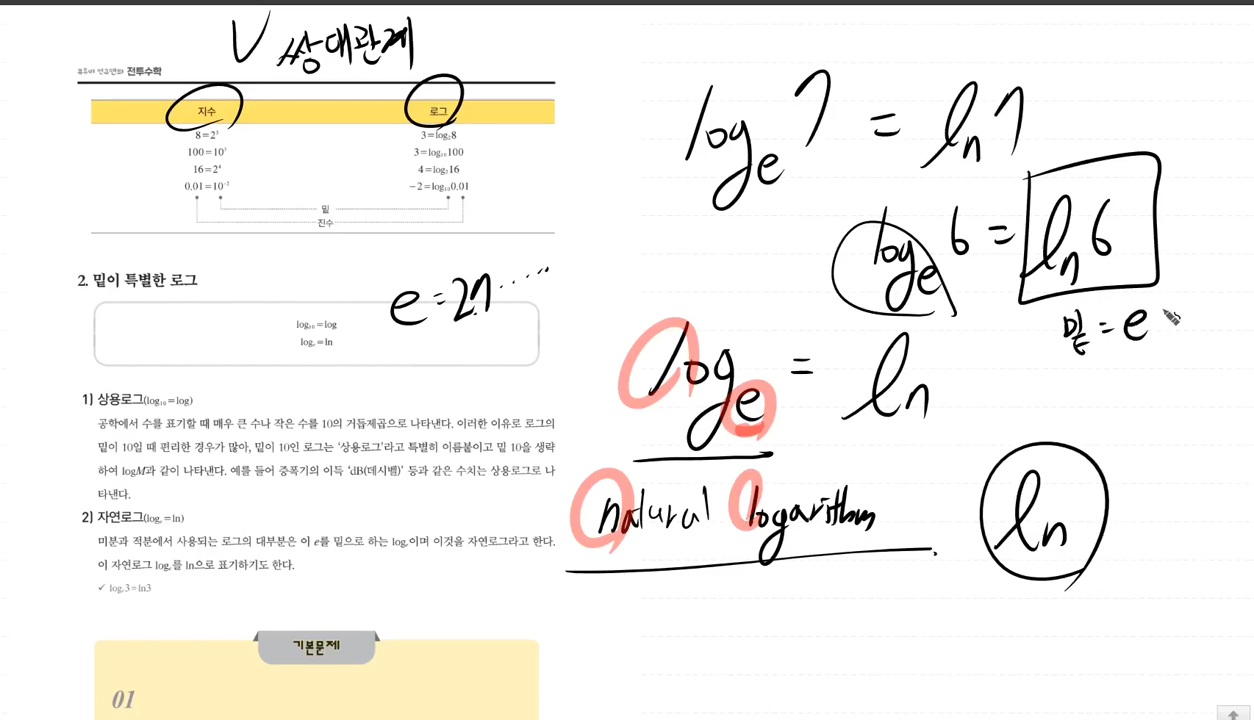 ∨ 쌍대관계
전투수학
지수 로그
8=2³ 3=log₂8
100=10³ 3=log₁₀100
16=2⁴ 4=log₂16
0.01=10⁻² −2=log₁₀0.01
밑
진수
2. 밑이 특별한 로그
e=2.7·····
log₁₀=log
logₑ=ln
1) 상용로그(log₁₀=log)
공학에서 수를 표기할 때 매우 큰 수나 작은 수를 10의 거듭제곱으로 나타낸다. 이러한 이유로 로그의
밑이 10일 때 편리한 경우가 많아, 밑이 10인 로그는 ‘상용로그’라고 특별히 이름붙이고 밑 10을 생략
하여 logM과 같이 나타낸다. 예를 들어 증폭기의 이득 ‘dB(데시벨)’ 등과 같은 수치는 상용로그로 나
타낸다.
2) 자연로그(logₑ=ln)
미분과 적분에서 사용되는 로그의 대부분은 이 e를 밑으로 하는 logₑ이며 이것을 자연로그라고 한다.
이 자연로그 logₑ를 ln으로 표기하기도 한다.
✓ logₑ3=ln3
기본문제
01
logₑ7 = ln7
logₑ6 = ln6
밑 = e
logₑ = ln
natural logarithm
ln